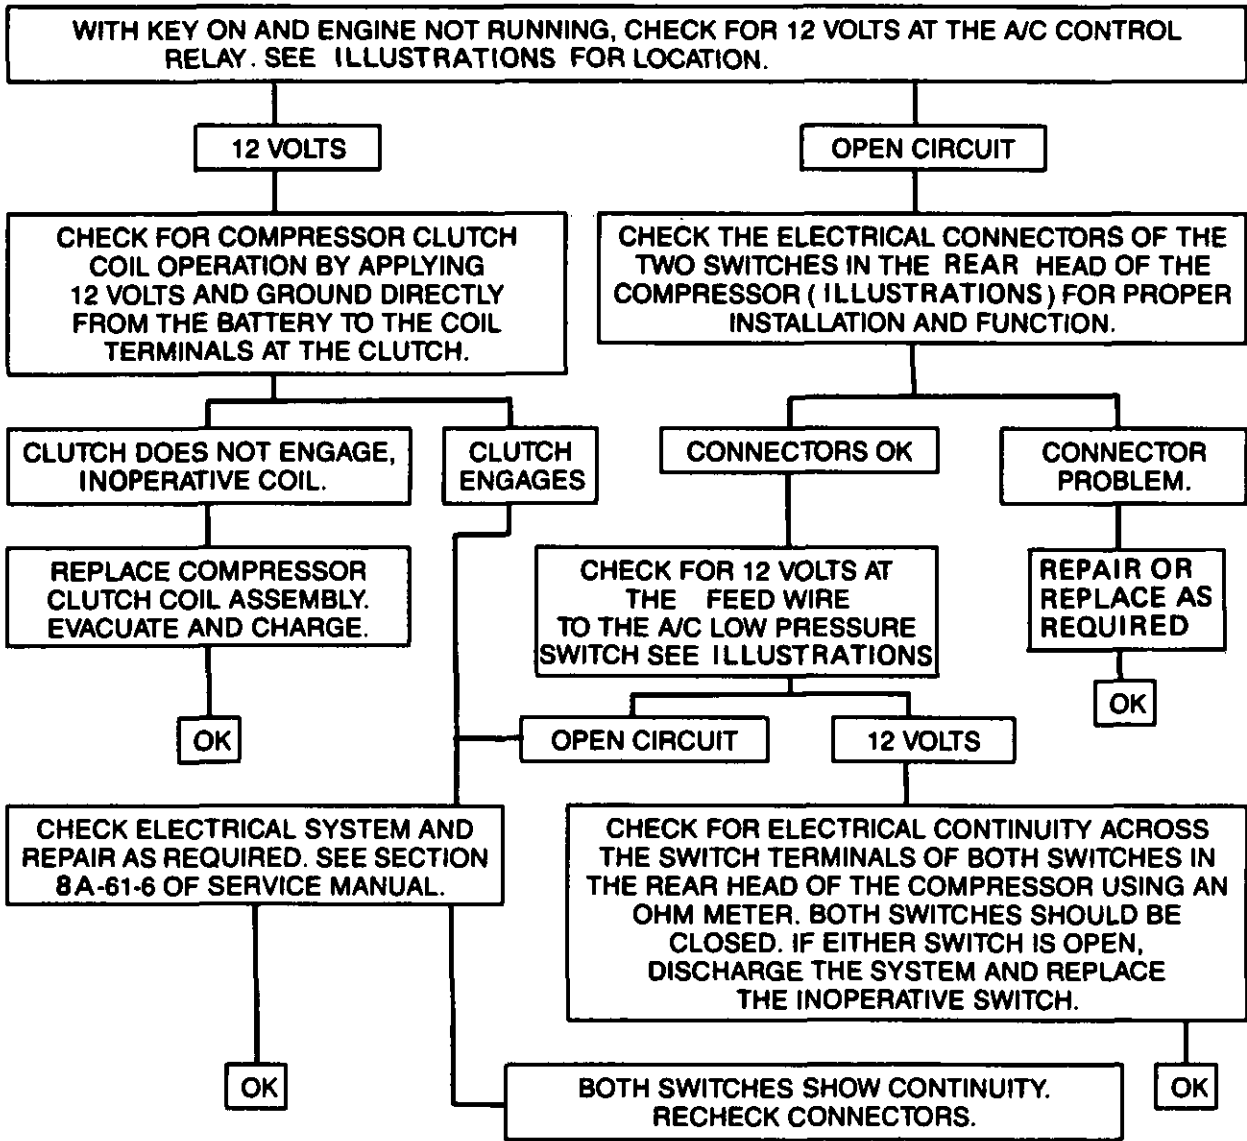 WITH KEY ON AND ENGINE NOT RUNNING, CHECK FOR 12 VOLTS AT THE A/C CONTROL
RELAY. SEE ILLUSTRATIONS FOR LOCATION.
12 VOLTS
OPEN CIRCUIT
CHECK FOR COMPRESSOR CLUTCH
COIL OPERATION BY APPLYING
12 VOLTS AND GROUND DIRECTLY
FROM THE BATTERY TO THE COIL
TERMINALS AT THE CLUTCH.
CHECK THE ELECTRICAL CONNECTORS OF THE
TWO SWITCHES IN THE REAR HEAD OF THE
COMPRESSOR (ILLUSTRATIONS) FOR PROPER
INSTALLATION AND FUNCTION.
CLUTCH DOES NOT ENGAGE,
INOPERATIVE COIL.
CLUTCH
ENGAGES
CONNECTORS OK
CONNECTOR
PROBLEM.
REPLACE COMPRESSOR
CLUTCH COIL ASSEMBLY.
EVACUATE AND CHARGE.
CHECK FOR 12 VOLTS AT
THE FEED WIRE
TO THE A/C LOW PRESSURE
SWITCH SEE ILLUSTRATIONS
REPAIR OR
REPLACE AS
REQUIRED
OK
OK
OPEN CIRCUIT
12 VOLTS
CHECK ELECTRICAL SYSTEM AND
REPAIR AS REQUIRED. SEE SECTION
8A-61-6 OF SERVICE MANUAL.
CHECK FOR ELECTRICAL CONTINUITY ACROSS
THE SWITCH TERMINALS OF BOTH SWITCHES IN
THE REAR HEAD OF THE COMPRESSOR USING AN
OHM METER. BOTH SWITCHES SHOULD BE
CLOSED. IF EITHER SWITCH IS OPEN,
DISCHARGE THE SYSTEM AND REPLACE
THE INOPERATIVE SWITCH.
OK
BOTH SWITCHES SHOW CONTINUITY.
RECHECK CONNECTORS.
OK